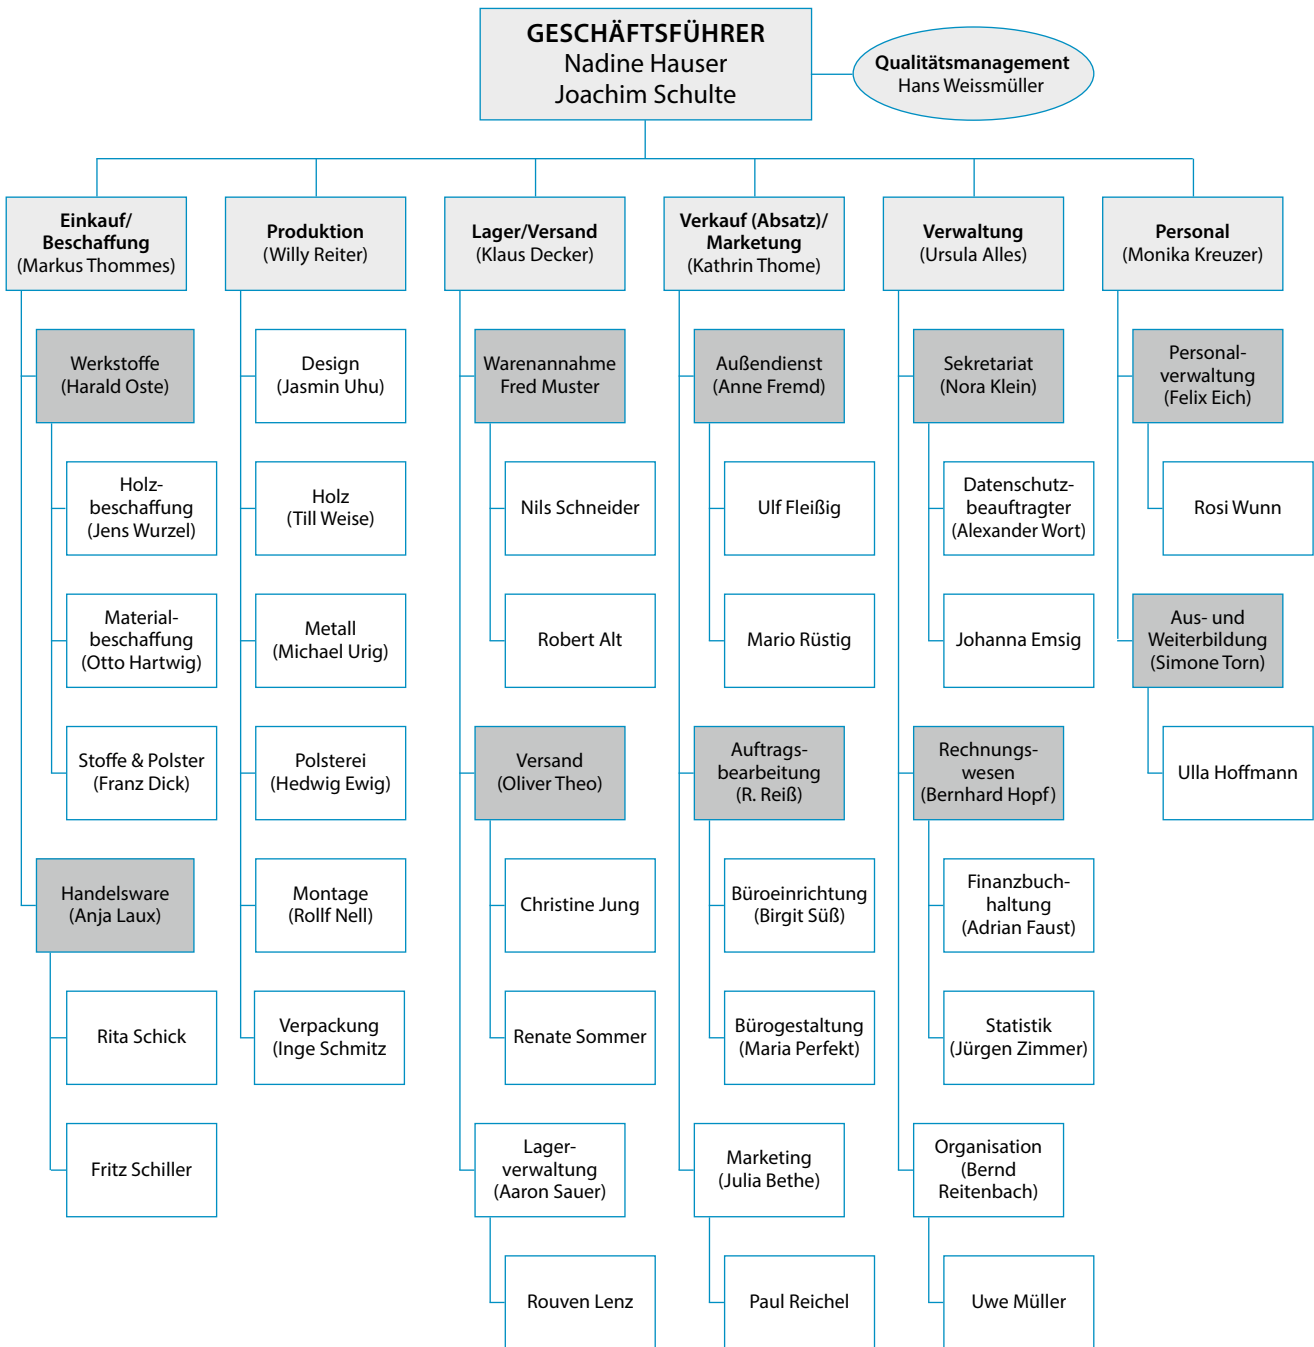 GESCHÄFTSFÜHRER
Nadine Hauser
Joachim Schulte
Qualitätsmanagement
Hans Weissmüller
Einkauf/
Beschaffung
(Markus Thommes)
Werkstoffe
(Harald Oste)
Holz-
beschaffung
(Jens Wurzel)
Material-
beschaffung
(Otto Hartwig)
Stoffe & Polster
(Franz Dick)
Handelsware
(Anja Laux)
Rita Schick
Fritz Schiller
Produktion
(Willy Reiter)
Design
(Jasmin Uhu)
Holz
(Till Weise)
Metall
(Michael Urig)
Polsterei
(Hedwig Ewig)
Montage
(Rollf Nell)
Verpackung
(Inge Schmitz
Lager/Versand
(Klaus Decker)
Warenannahme
Fred Muster
Nils Schneider
Robert Alt
Versand
(Oliver Theo)
Christine Jung
Renate Sommer
Lager-
verwaltung
(Aaron Sauer)
Rouven Lenz
Verkauf (Absatz)/
Marketung
(Kathrin Thome)
Außendienst
(Anne Fremd)
Ulf Fleißig
Mario Rüstig
Auftrags-
bearbeitung
(R. Reiß)
Büroeinrichtung
(Birgit Süß)
Bürogestaltung
(Maria Perfekt)
Marketing
(Julia Bethe)
Paul Reichel
Verwaltung
(Ursula Alles)
Sekretariat
(Nora Klein)
Datenschutz-
beauftragter
(Alexander Wort)
Johanna Emsig
Rechnungs-
wesen
(Bernhard Hopf)
Finanzbuch-
haltung
(Adrian Faust)
Statistik
(Jürgen Zimmer)
Organisation
(Bernd
Reitenbach)
Uwe Müller
Personal
(Monika Kreuzer)
Personal-
verwaltung
(Felix Eich)
Rosi Wunn
Aus- und
Weiterbildung
(Simone Torn)
Ulla Hoffmann